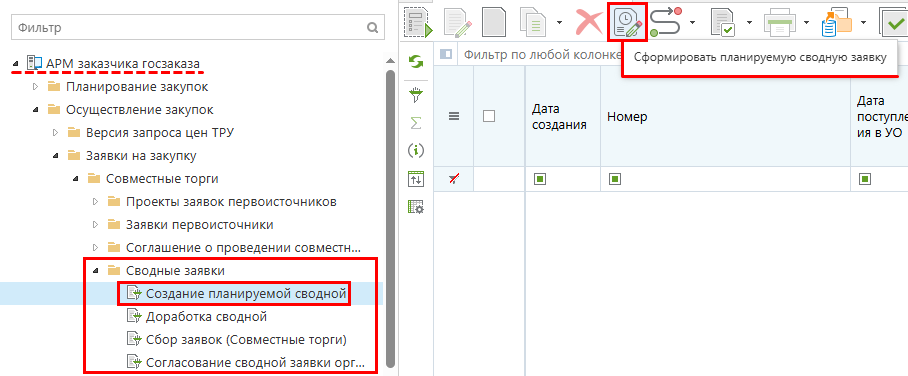 Фильтр
АРМ заказчика госзаказа
Планирование закупок
Осуществление закупок
Версия запроса цен ТРУ
Заявки на закупку
Совместные торги
Проекты заявок первоисточников
Заявки первоисточники
Соглашение о проведении совместн...
Сводные заявки
Создание планируемой сводной
Доработка сводной
Сбор заявок (Совместные торги)
Согласование сводной заявки орг...
Фильтр по любой колонке
Сформировать планируемую сводную заявку
Дата
создания
Номер
Дата
поступле
ия в УО